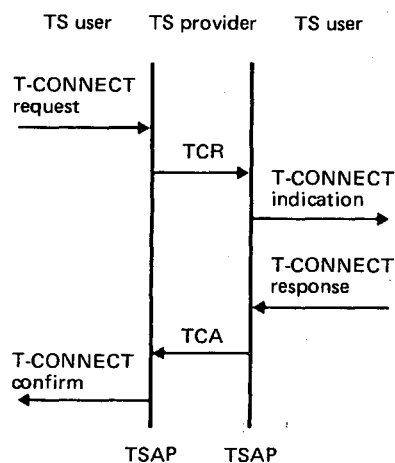 TS user TS provider TS user
T-CONNECT
request
TCR
T-CONNECT
indication
T-CONNECT
response
TCA
T-CONNECT
confirm
TSAP TSAP